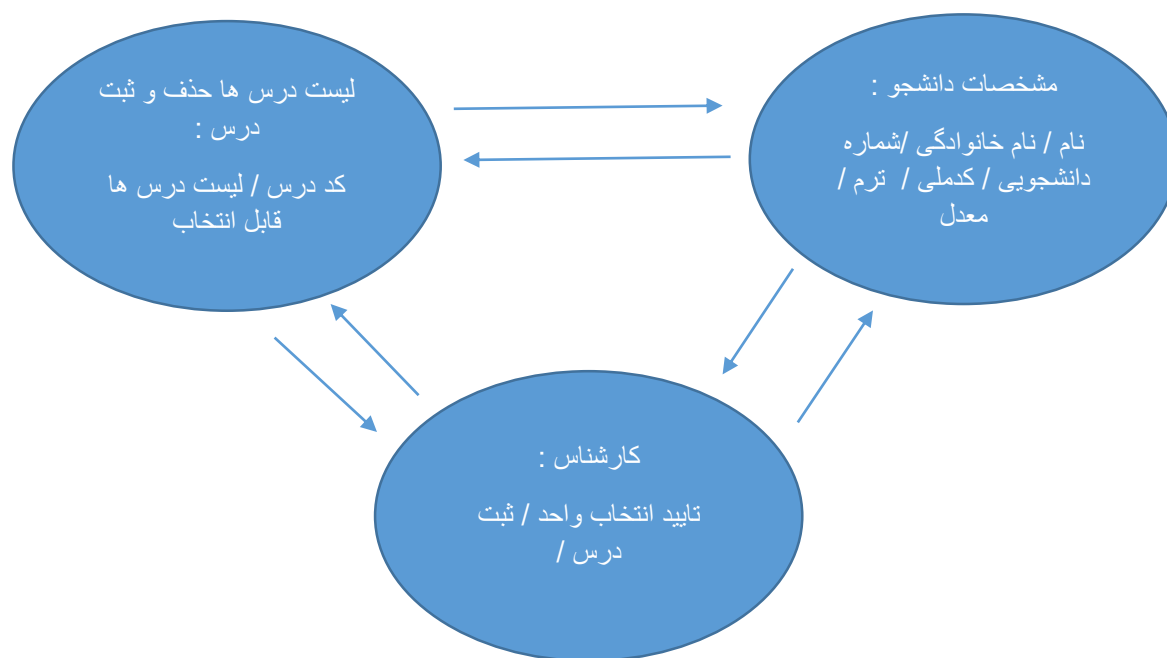 مشخصات دانشجو :
نام / نام خانوادگی /شماره
دانشجویی / کدملی / ترم /
معدل
لیست درس ها حذف و ثبت
درس :
کد درس / لیست درس ها
قابل انتخاب
کارشناس :
تایید انتخاب واحد / ثبت
درس /